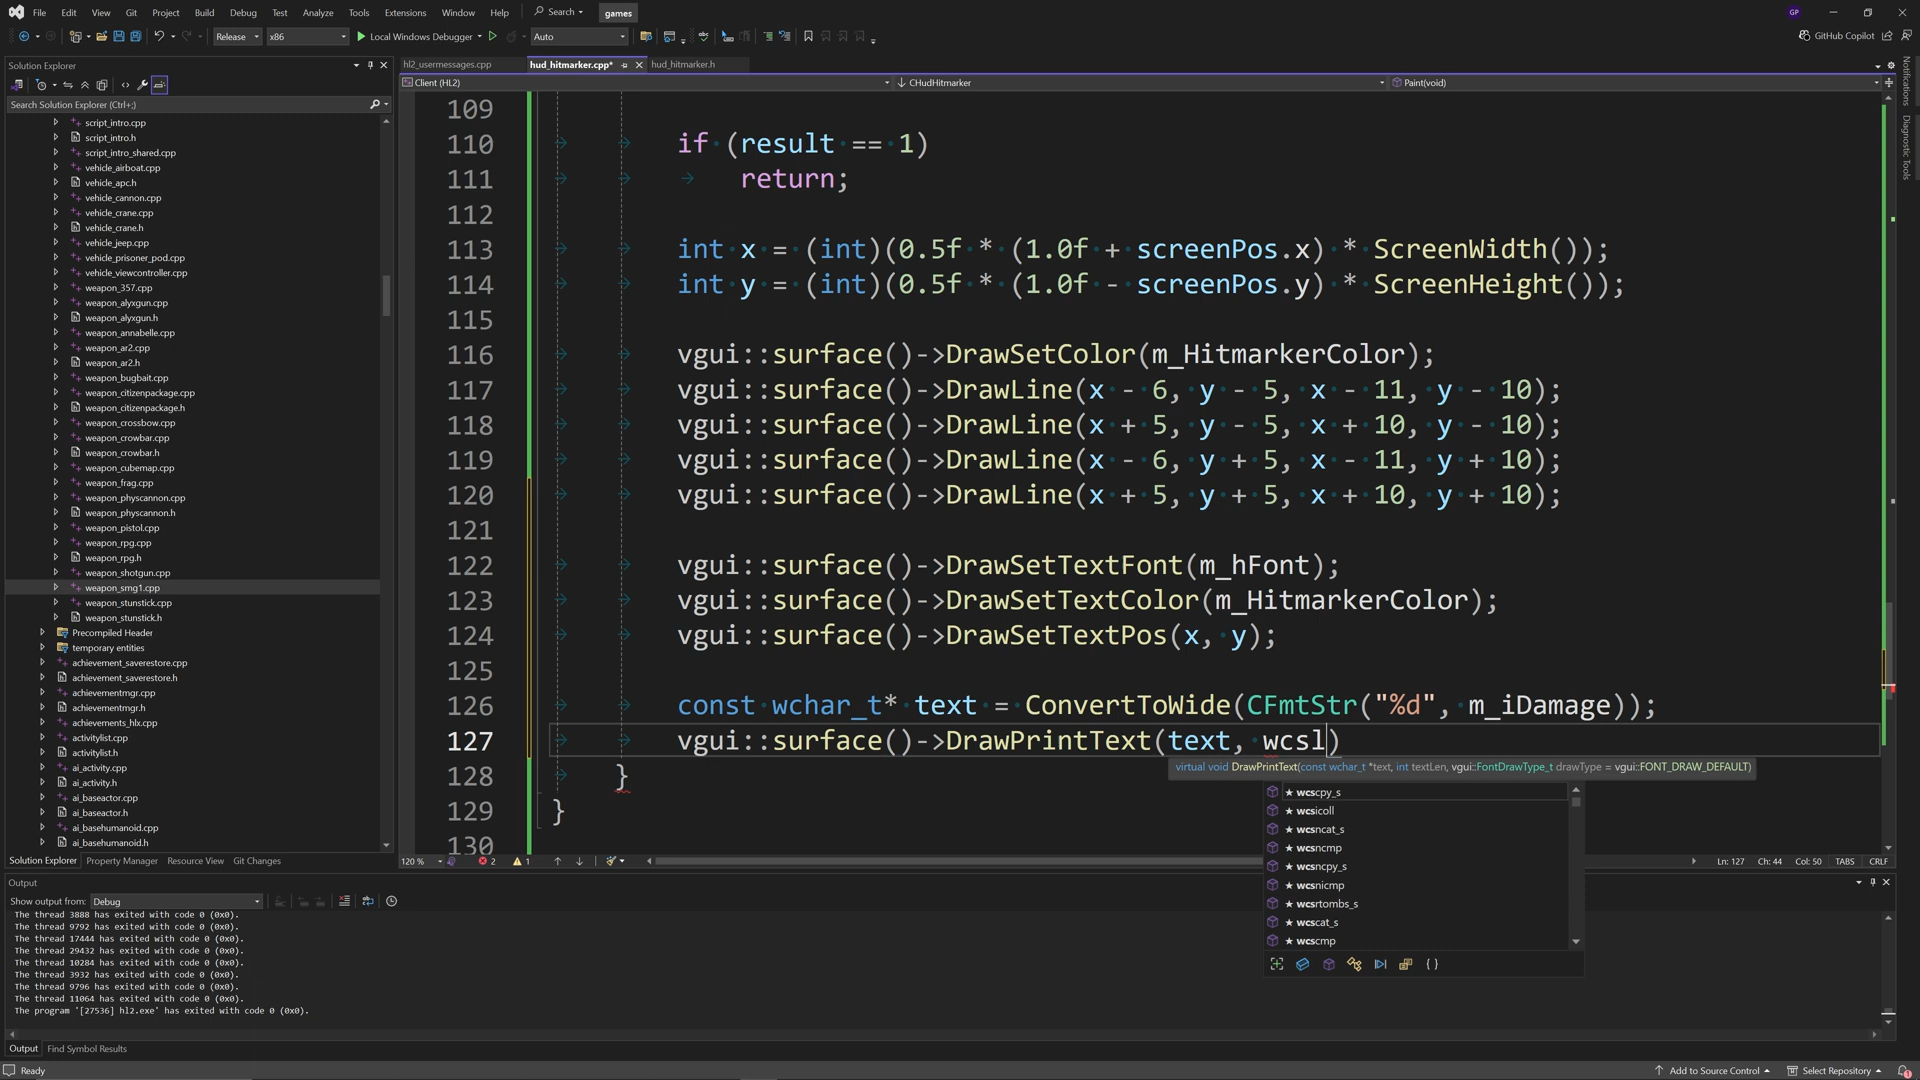 File Edit View Git Project Build Debug Test Analyze Tools Extensions Window Help Search games GP
Release x86 Local Windows Debugger Auto GitHub Copilot
Solution Explorer
Search Solution Explorer (Ctrl+;)
script_intro.cpp
script_intro.h
script_intro_shared.cpp
vehicle_airboat.cpp
vehicle_apc.h
vehicle_cannon.cpp
vehicle_crane.cpp
vehicle_crane.h
vehicle_jeep.cpp
vehicle_prisoner_pod.cpp
vehicle_viewcontroller.cpp
weapon_357.cpp
weapon_alyxgun.cpp
weapon_alyxgun.h
weapon_annabelle.cpp
weapon_ar2.cpp
weapon_ar2.h
weapon_bugbait.cpp
weapon_citizenpackage.cpp
weapon_citizenpackage.h
weapon_crossbow.cpp
weapon_crowbar.cpp
weapon_crowbar.h
weapon_cubemap.cpp
weapon_frag.cpp
weapon_physcannon.cpp
weapon_physcannon.h
weapon_pistol.cpp
weapon_rpg.cpp
weapon_rpg.h
weapon_shotgun.cpp
weapon_smg1.cpp
weapon_stunstick.cpp
weapon_stunstick.h
Precompiled Header
temporary entities
achievement_saverestore.cpp
achievement_saverestore.h
achievementmgr.cpp
achievementmgr.h
achievements_hlx.cpp
activitylist.cpp
activitylist.h
ai_activity.cpp
ai_activity.h
ai_baseactor.cpp
ai_baseactor.h
ai_basehumanoid.cpp
ai_basehumanoid.h
Solution Explorer Property Manager Resource View Git Changes
hl2_usermessages.cpp hud_hitmarker.cpp* hud_hitmarker.h
Client (HL2) CHudHitmarker Paint(void)
109
110 if (result == 1)
111 return;
112
113 int x = (int)(0.5f * (1.0f + screenPos.x) * ScreenWidth());
114 int y = (int)(0.5f * (1.0f - screenPos.y) * ScreenHeight());
115
116 vgui::surface()->DrawSetColor(m_HitmarkerColor);
117 vgui::surface()->DrawLine(x - 6, y - 5, x - 11, y - 10);
118 vgui::surface()->DrawLine(x + 5, y - 5, x + 10, y - 10);
119 vgui::surface()->DrawLine(x - 6, y + 5, x - 11, y + 10);
120 vgui::surface()->DrawLine(x + 5, y + 5, x + 10, y + 10);
121
122 vgui::surface()->DrawSetTextFont(m_hFont);
123 vgui::surface()->DrawSetTextColor(m_HitmarkerColor);
124 vgui::surface()->DrawSetTextPos(x, y);
125
126 const wchar_t* text = ConvertToWide(CFmtStr("%d", m_iDamage));
127 vgui::surface()->DrawPrintText(text, wcsl)
virtual void DrawPrintText(const wchar_t *text, int textLen, vgui::FontDrawType_t drawType = vgui::FONT_DRAW_DEFAULT)
128 }
129 }
130
★ wcscpy_s
★ wcsicoll
★ wcsncat_s
★ wcsncmp
★ wcsncpy_s
★ wcsnicmp
★ wcsrtombs_s
★ wcscat_s
★ wcscmp
120 % 2 1 Ln: 127 Ch: 44 Col: 50 TABS CRLF
Output
Show output from: Debug
The thread 3888 has exited with code 0 (0x0).
The thread 9792 has exited with code 0 (0x0).
The thread 17444 has exited with code 0 (0x0).
The thread 29432 has exited with code 0 (0x0).
The thread 10284 has exited with code 0 (0x0).
The thread 3932 has exited with code 0 (0x0).
The thread 9796 has exited with code 0 (0x0).
The thread 11064 has exited with code 0 (0x0).
The program '[27536] hl2.exe' has exited with code 0 (0x0).
Output Find Symbol Results
Ready Add to Source Control Select Repository
Notifications
Diagnostic Tools